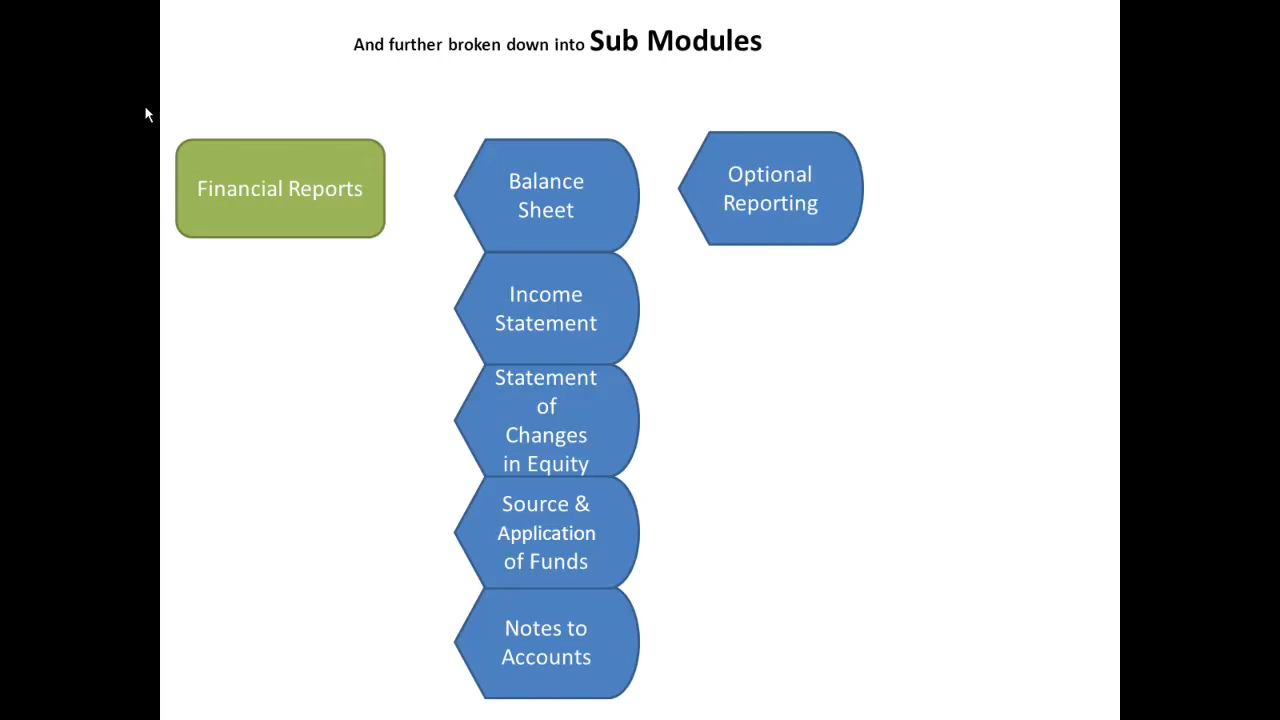 And further broken down into Sub Modules
Financial Reports
Balance
Sheet
Income
Statement
Statement
of
Changes
in Equity
Source &
Application
of Funds
Notes to
Accounts
Optional
Reporting